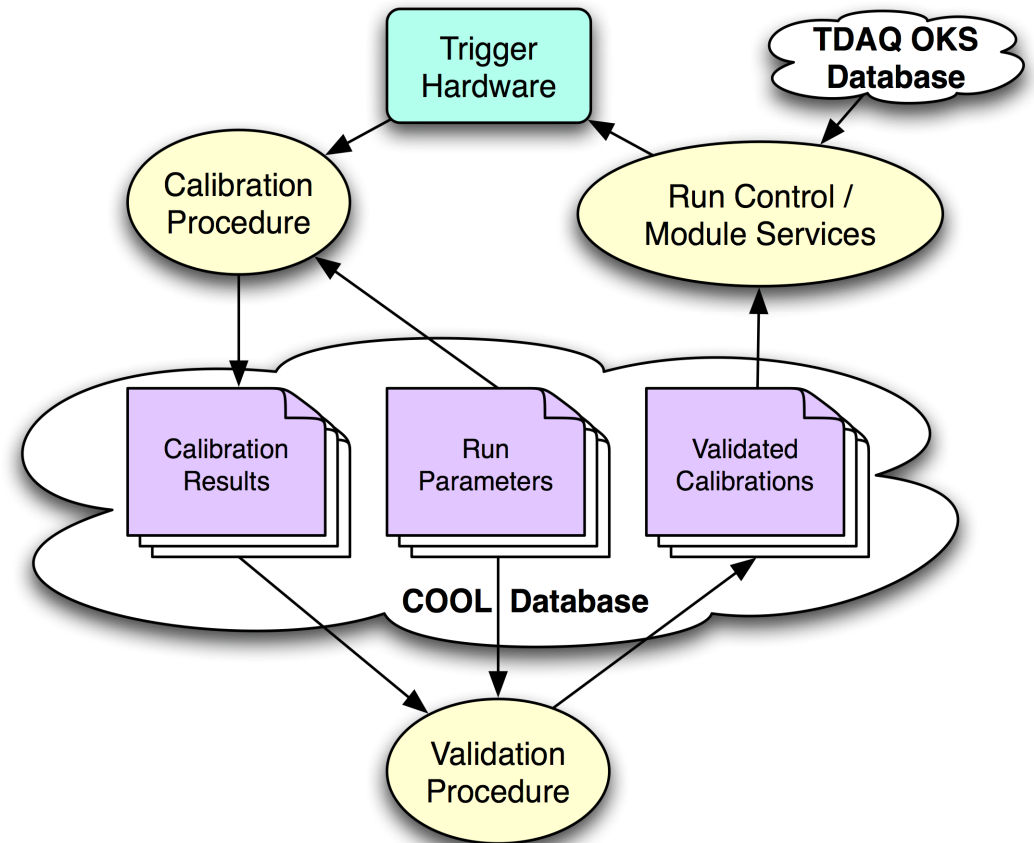 Trigger
Hardware
TDAQ OKS
Database
Calibration
Procedure
Run Control /
Module Services
Calibration
Results
Run
Parameters
Validated
Calibrations
COOL Database
Validation
Procedure